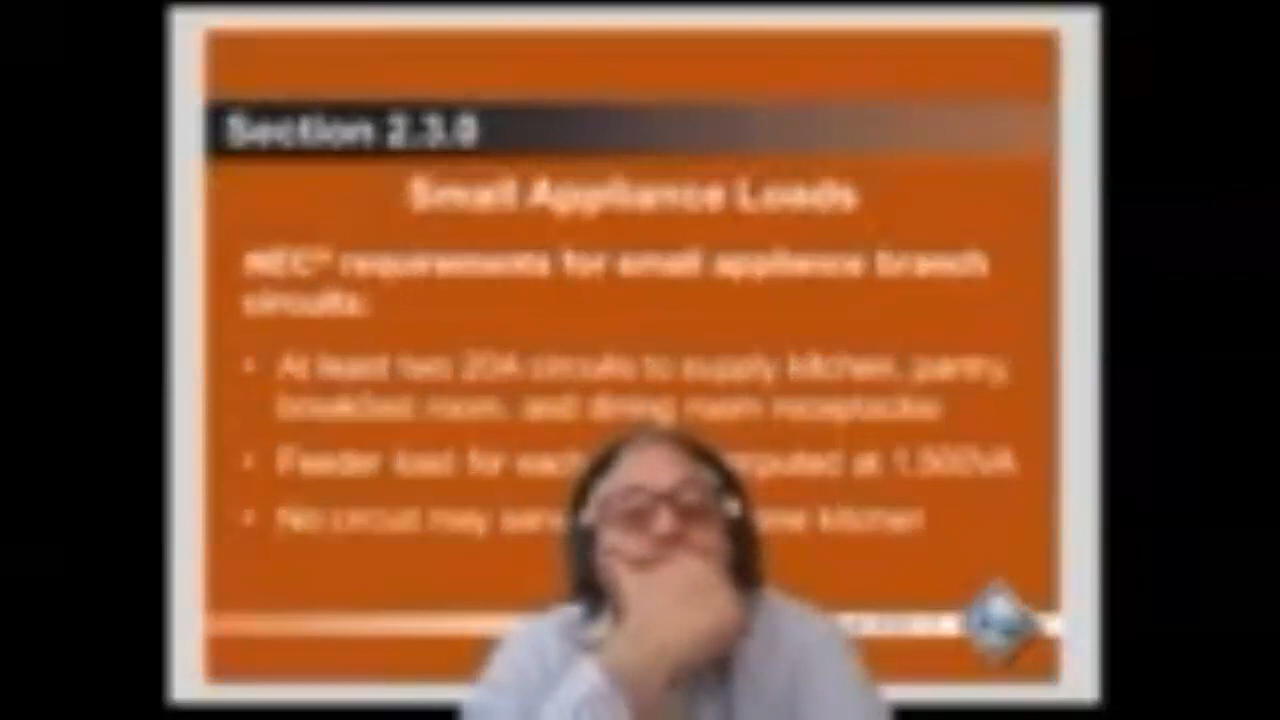 Section 2.3.0
Small Appliance Loads
NEC® requirements for small appliance branch
circuits:
• At least two 20A circuits to supply kitchen, pantry,
breakfast room, and dining room receptacles
• Feeder load for each computed at 1,500VA
• No circuit may serve one kitchen